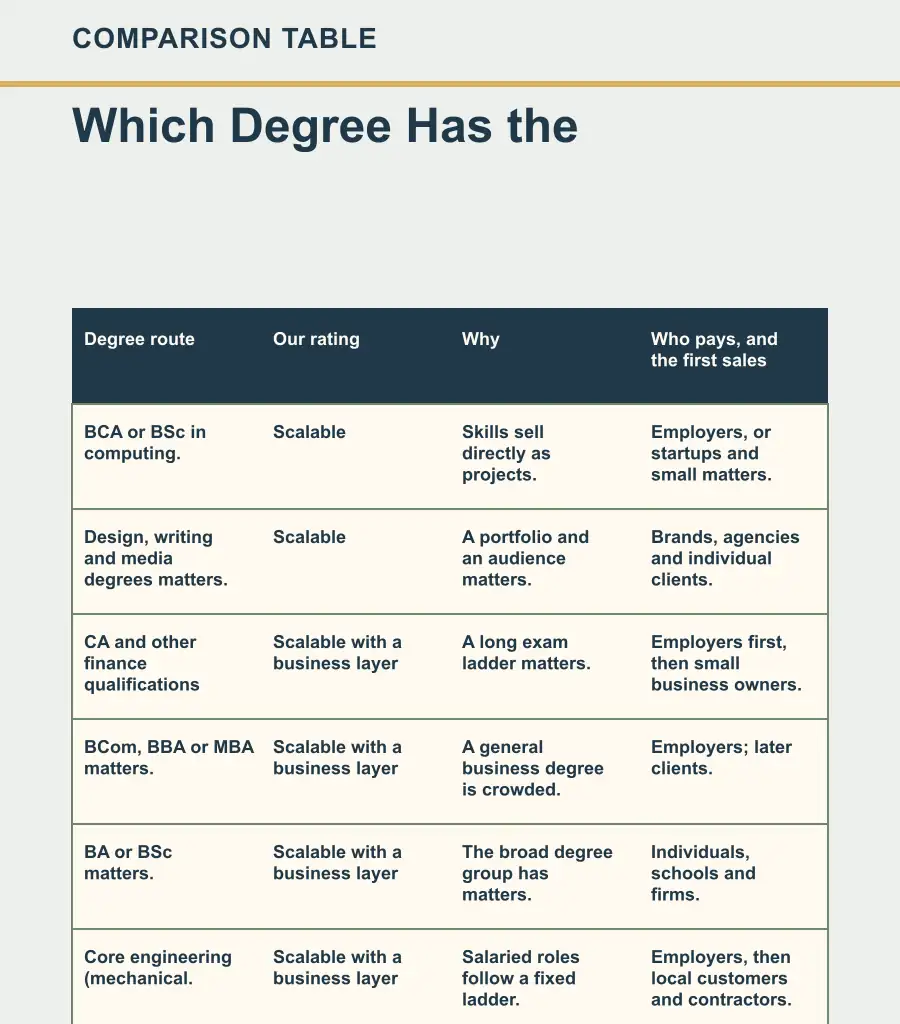 COMPARISON TABLE
Which Degree Has the
Degree route
Our rating
Why
Who pays, and
the first sales
BCA or BSc in
computing.
Scalable
Skills sell
directly as
projects.
Employers, or
startups and
small matters.
Design, writing
and media
degrees matters.
Scalable
A portfolio and
an audience
matters.
Brands, agencies
and individual
clients.
CA and other
finance
qualifications
Scalable with a
business layer
A long exam
ladder matters.
Employers first,
then small
business owners.
BCom, BBA or MBA
matters.
Scalable with a
business layer
A general
business degree
is crowded.
Employers; later
clients.
BA or BSc
matters.
Scalable with a
business layer
The broad degree
group has
matters.
Individuals,
schools and
firms.
Core engineering
(mechanical.
Scalable with a
business layer
Salaried roles
follow a fixed
ladder.
Employers, then
local customers
and contractors.